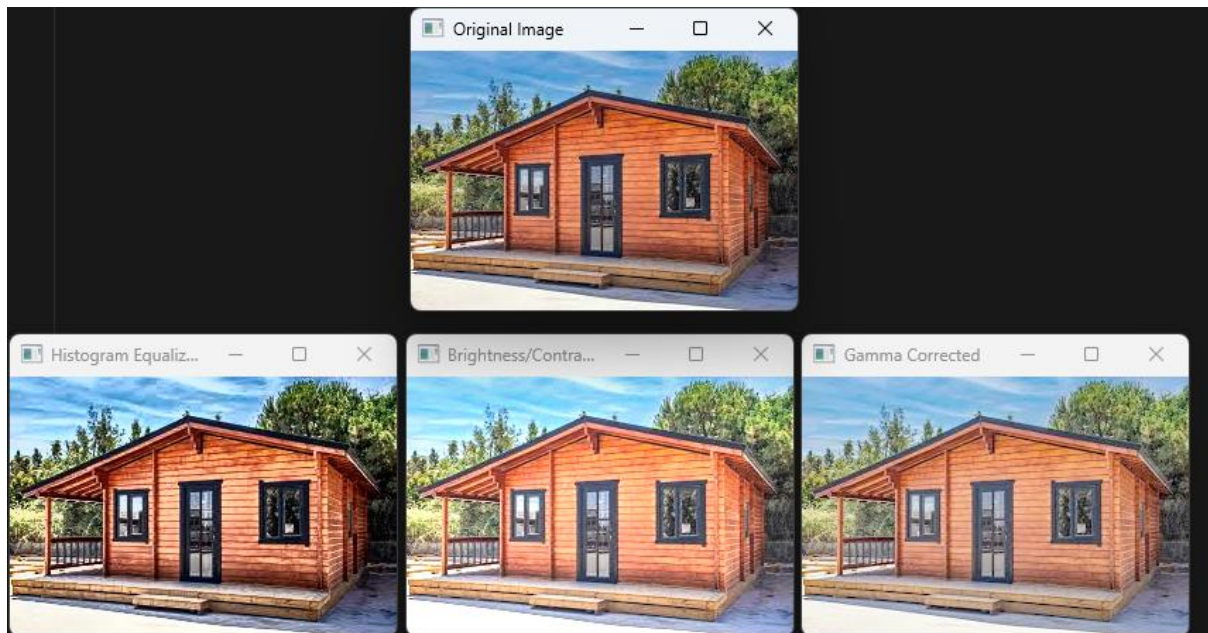 Original Image
Histogram Equaliz...
Brightness/Contra...
Gamma Corrected